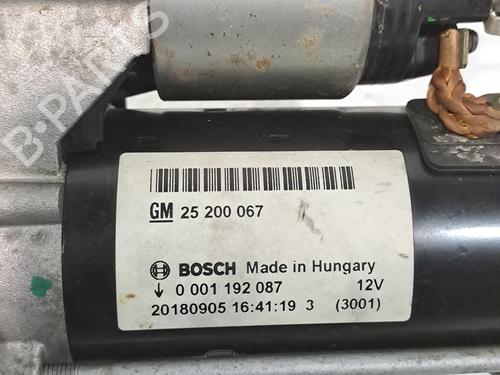 B-PARTS
GM 25 200 067
BOSCH Made in Hungary
↓ 0 001 192 087 12V
20180905 16:41:19 3 (3001)